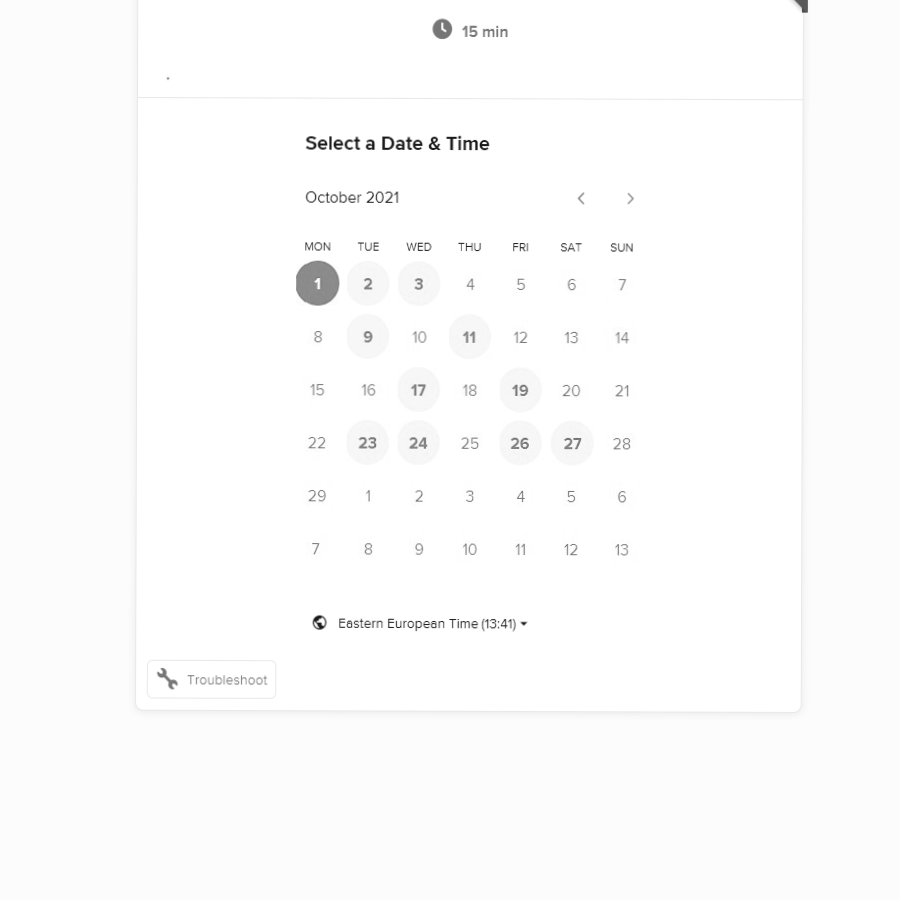 15 min
.
Select a Date & Time
October 2021
MON TUE WED THU FRI SAT SUN
1 2 3 4 5 6 7
8 9 10 11 12 13 14
15 16 17 18 19 20 21
22 23 24 25 26 27 28
29 1 2 3 4 5 6
7 8 9 10 11 12 13
Eastern European Time (13:41)
Troubleshoot